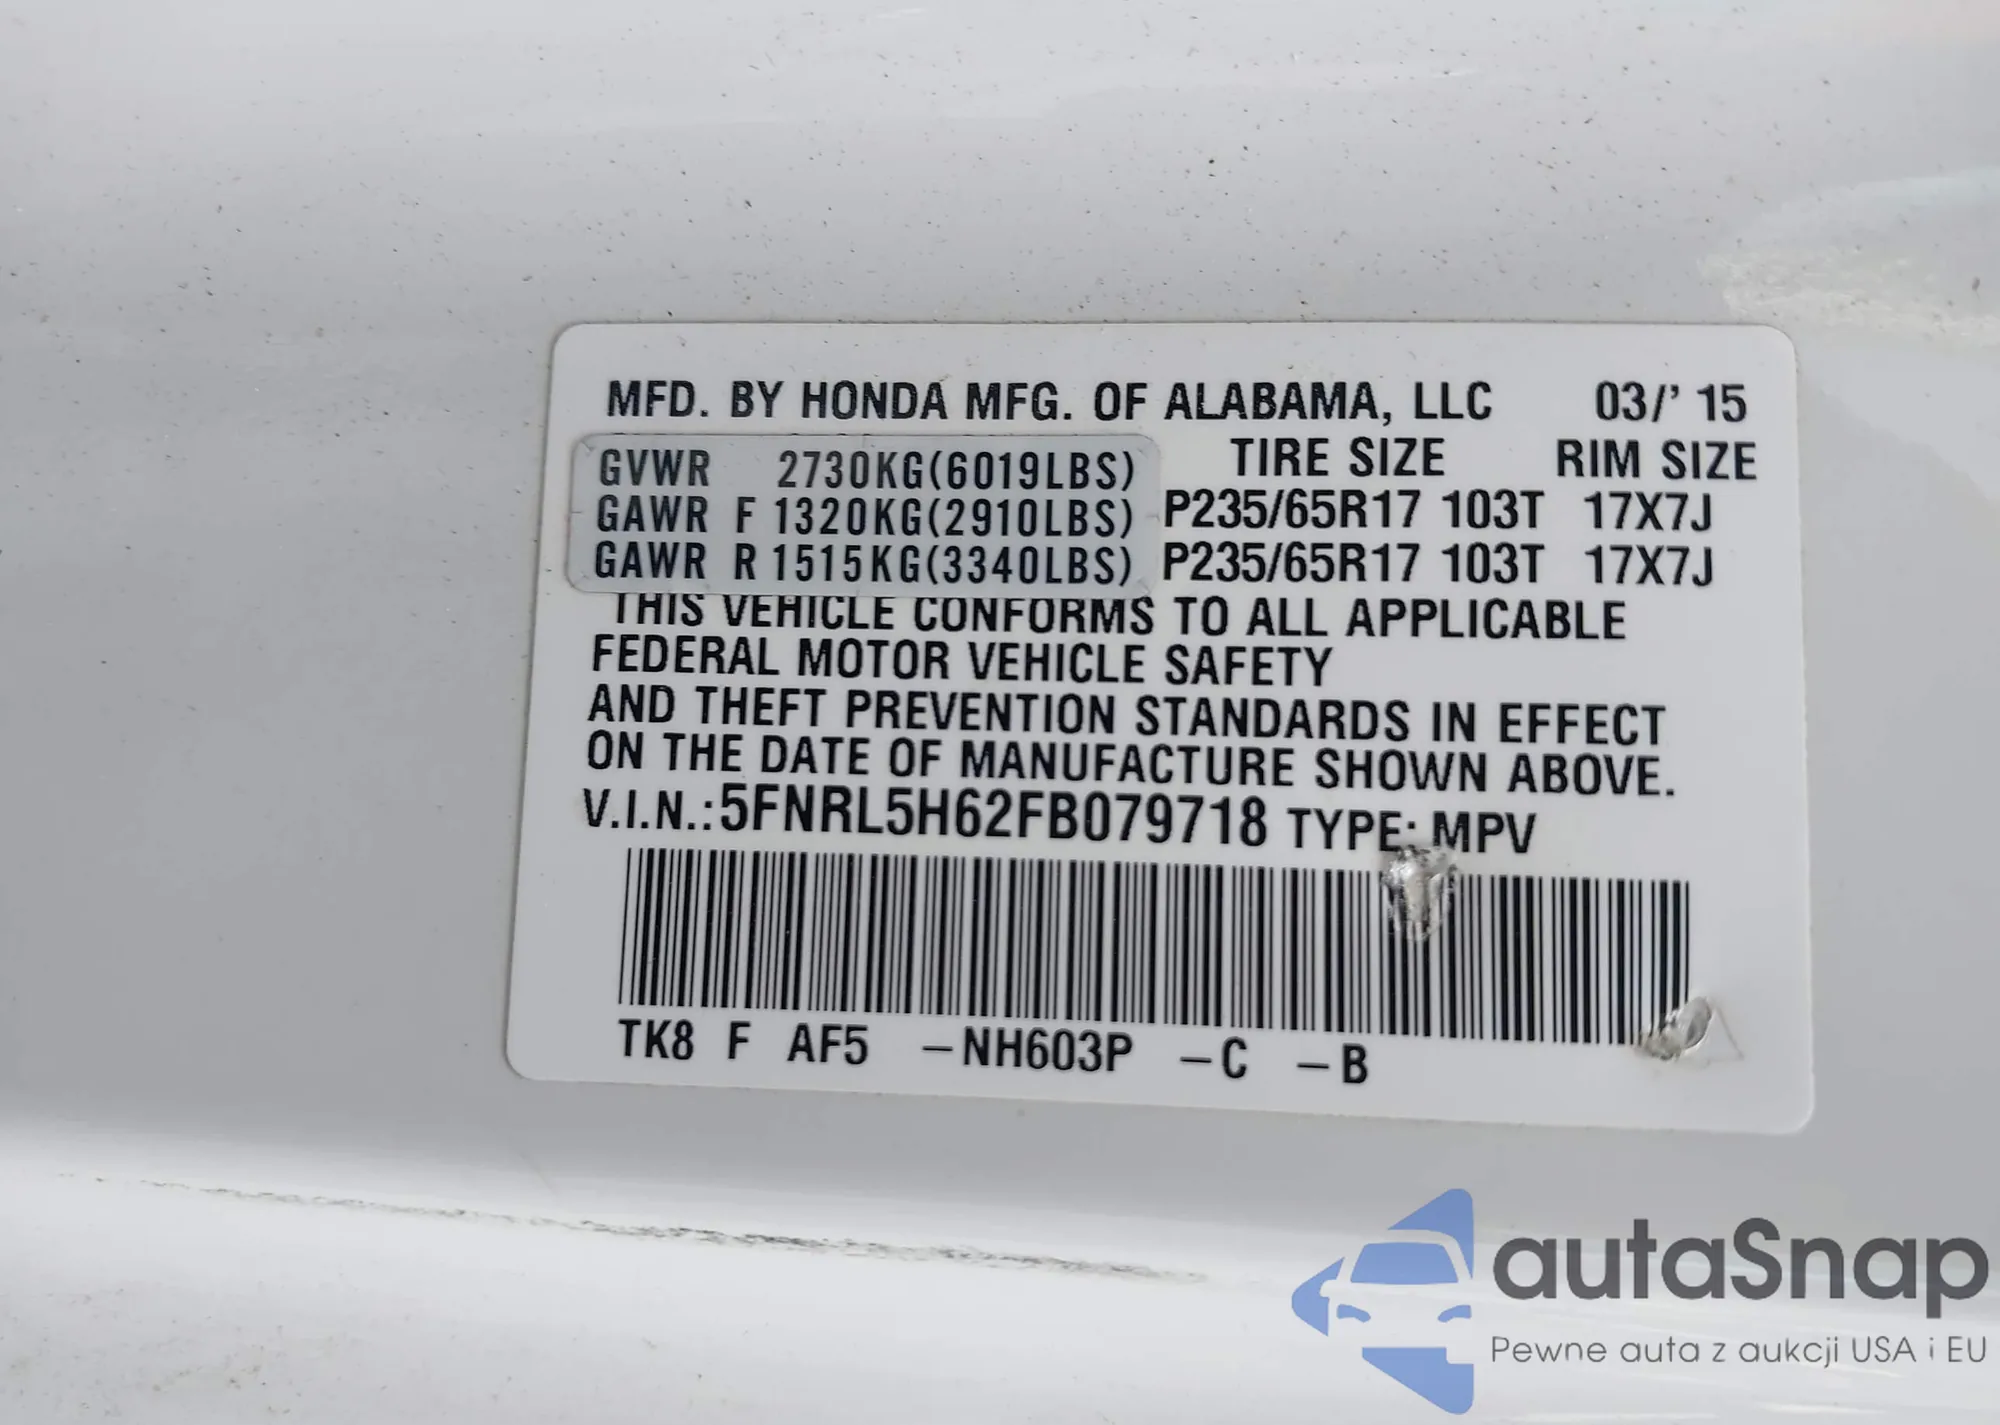 MFD. BY HONDA MFG. OF ALABAMA, LLC 03/' 15
TIRE SIZE RIM SIZE
GVWR 2730KG(6019LBS)
GAWR F 1320KG(2910LBS) P235/65R17 103T 17X7J
GAWR R 1515KG(3340LBS) P235/65R17 103T 17X7J
THIS VEHICLE CONFORMS TO ALL APPLICABLE
FEDERAL MOTOR VEHICLE SAFETY
AND THEFT PREVENTION STANDARDS IN EFFECT
ON THE DATE OF MANUFACTURE SHOWN ABOVE.
V.I.N.:5FNRL5H62FB079718 TYPE: MPV
TK8 F AF5 -NH603P -C -B
autaSnap
Pewne auta z aukcji USA i EU